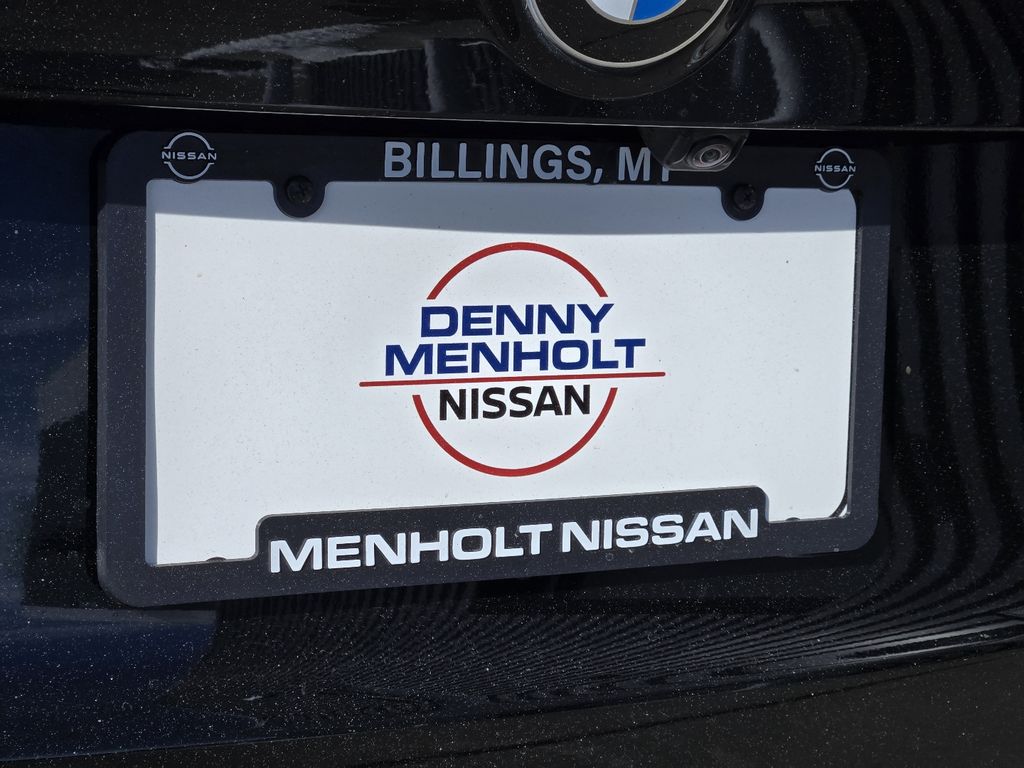 NISSAN
BILLINGS, MT
NISSAN
DENNY
MENHOLT
NISSAN
MENHOLT NISSAN